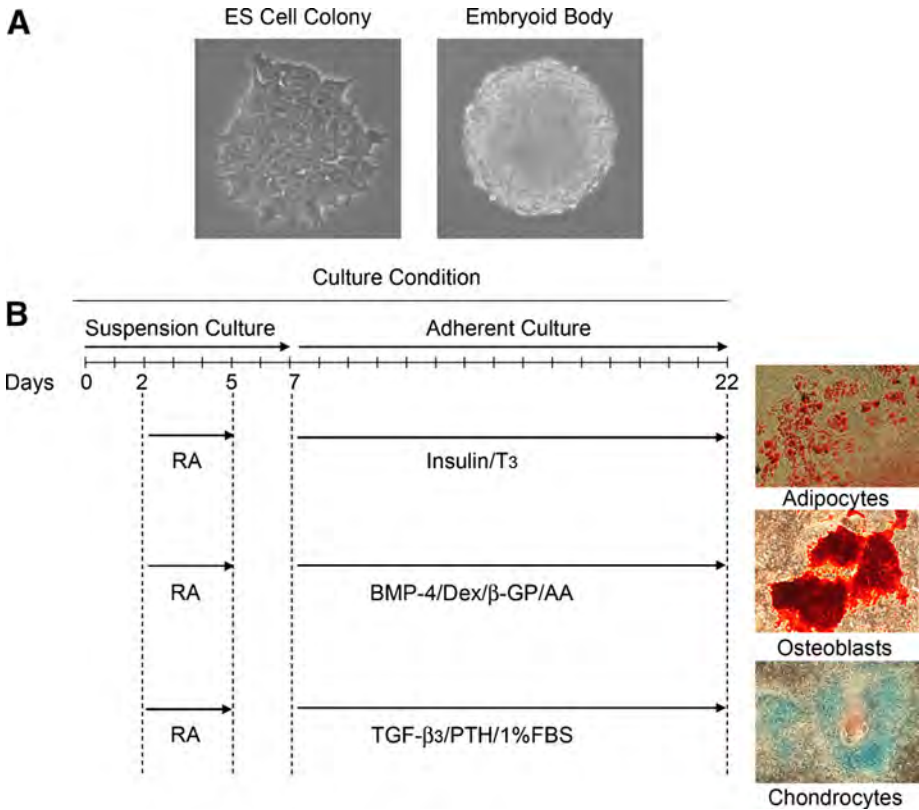 A
ES Cell Colony
Embryoid Body
Culture Condition
B
Suspension Culture
Adherent Culture
Days
0 2 5 7 22
RA
Insulin/T3
Adipocytes
RA
BMP-4/Dex/β-GP/AA
Osteoblasts
RA
TGF-β3/PTH/1%FBS
Chondrocytes